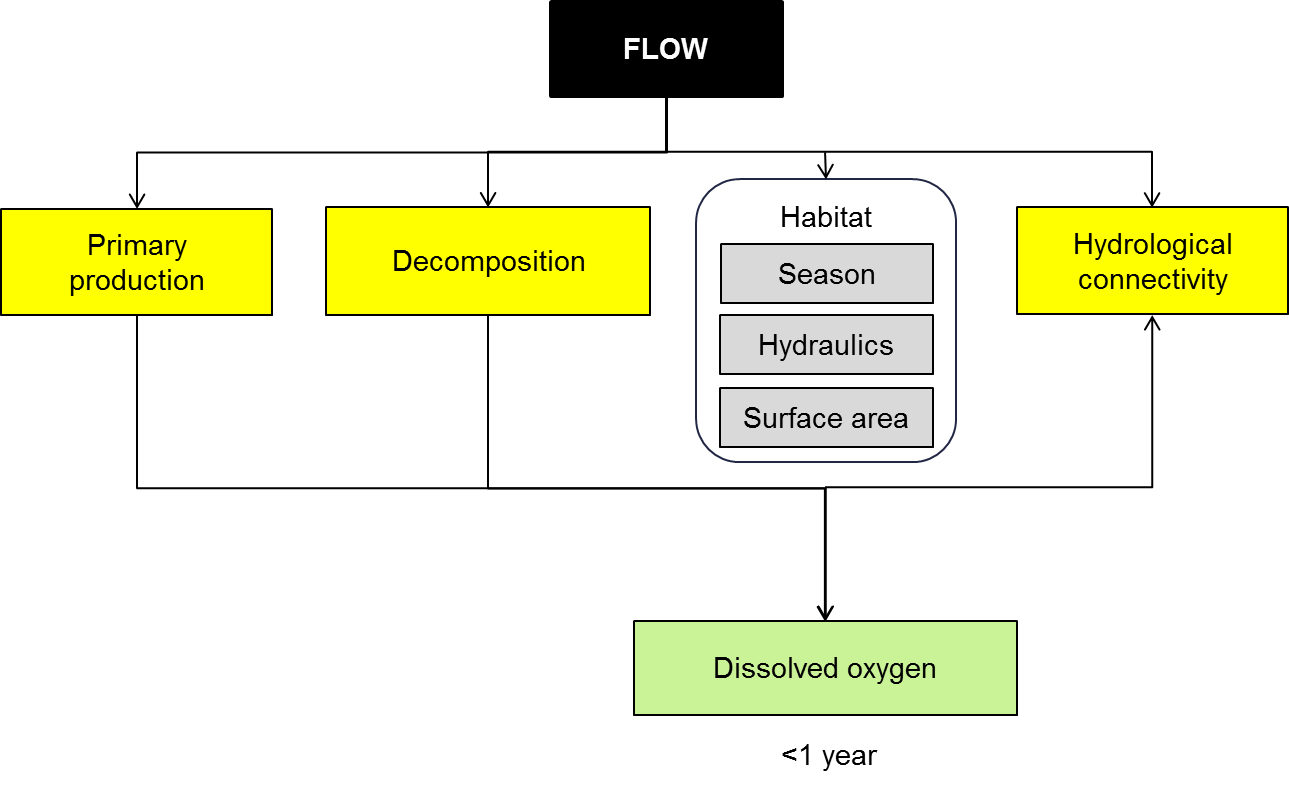 FLOW
Primary
production
Decomposition
Habitat
Season
Hydraulics
Surface area
Hydrological
connectivity
Dissolved oxygen
<1 year